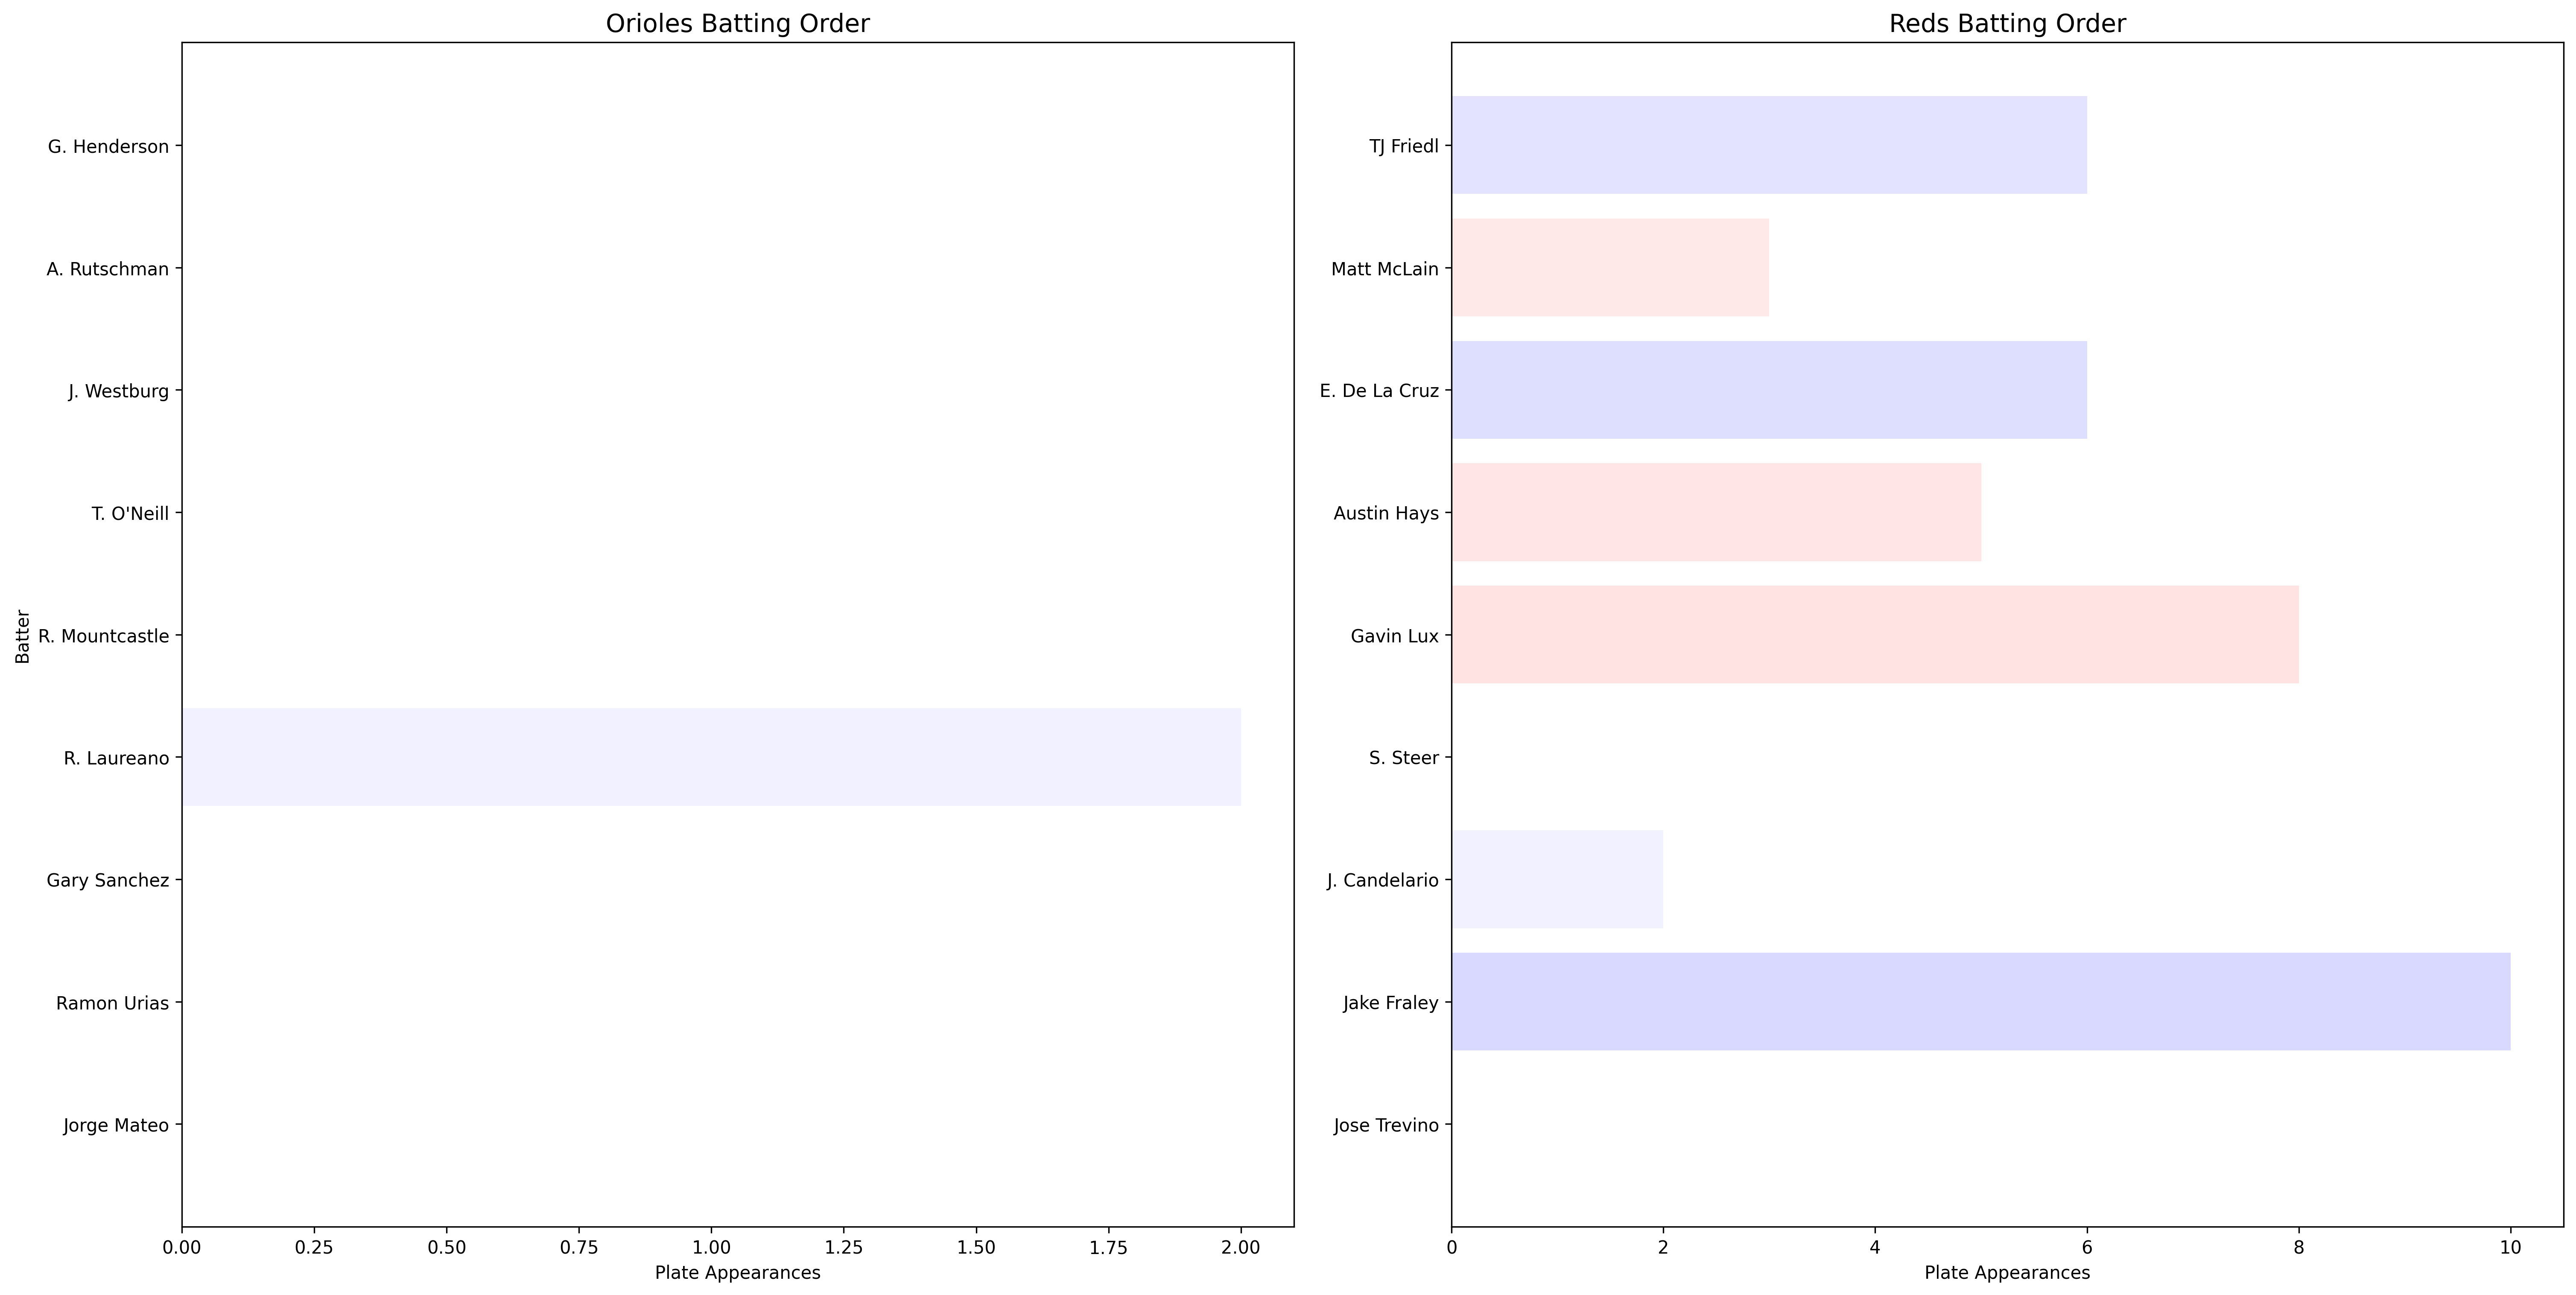 Orioles Batting Order
Batter
G. Henderson
A. Rutschman
J. Westburg
T. O'Neill
R. Mountcastle
R. Laureano
Gary Sanchez
Ramon Urias
Jorge Mateo
0.00 0.25 0.50 0.75 1.00 1.25 1.50 1.75 2.00
Plate Appearances
Reds Batting Order
TJ Friedl
Matt McLain
E. De La Cruz
Austin Hays
Gavin Lux
S. Steer
J. Candelario
Jake Fraley
Jose Trevino
0 2 4 6 8 10
Plate Appearances